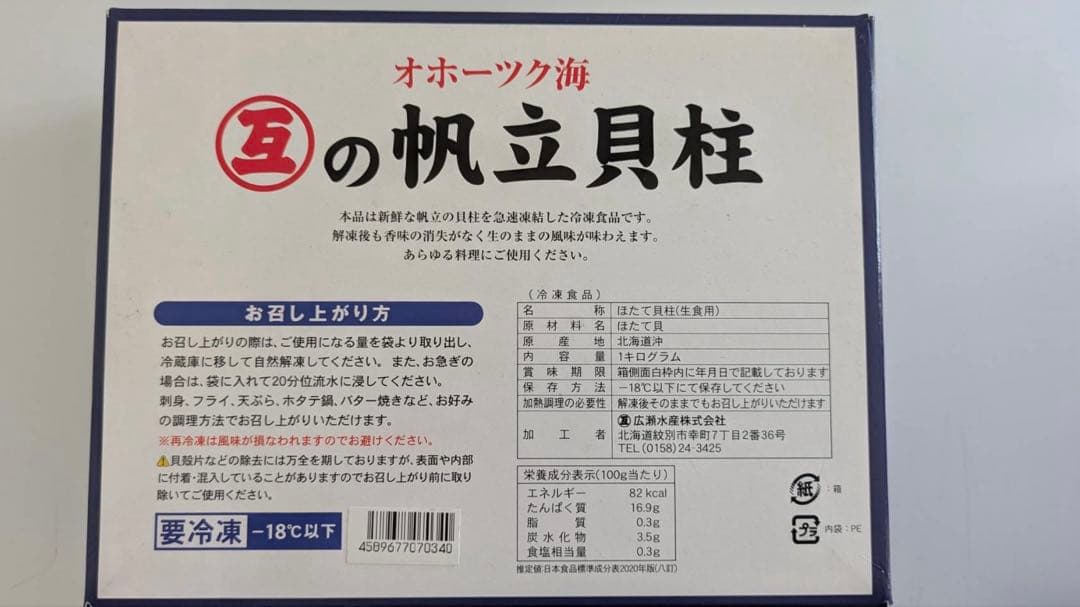 オホーツク海
互の帆立貝柱
本品は新鮮な帆立の貝柱を急速凍結した冷凍食品です。
解凍後も香味の消失がなく生のままの風味が味わえます。
あらゆる料理にご使用ください。
お召し上がり方
お召し上がりの際は、ご使用になる量を袋より取り出し、
冷蔵庫に移して自然解凍してください。また、お急ぎの
場合は、袋に入れて20分位流水に浸してください。
刺身、フライ、天ぷら、ホタテ鍋、バター焼きなど、お好み
の調理方法でお召し上がりいただけます。
※再冷凍は風味が損なわれますのでお避けください。
⚠貝殻片などの除去には万全を期しておりますが、表面や内部
に付着・混入していることがありますのでお召し上がり前に取り
除いてご使用ください。
要冷凍 −18℃以下
4589677070340
(冷凍食品)
名称 ほたて貝柱(生食用)
原材料名 ほたて貝
原産地 北海道沖
内容量 1キログラム
賞味期限 箱側面白枠内に年月日で記載しております
保存方法 −18℃以下にて保存してください
加熱調理の必要性 解凍後そのままでもお召し上がりいただけます
加工者 互 広瀬水産株式会社
北海道紋別市幸町7丁目2番36号
TEL(0158)24-3425
栄養成分表示(100g当たり)
エネルギー 82kcal
たんぱく質 16.9g
脂質 0.3g
炭水化物 3.5g
食塩相当量 0.3g
推定値:日本食品標準成分表2020年版(八訂)
紙 :箱
プラ 内袋:PE